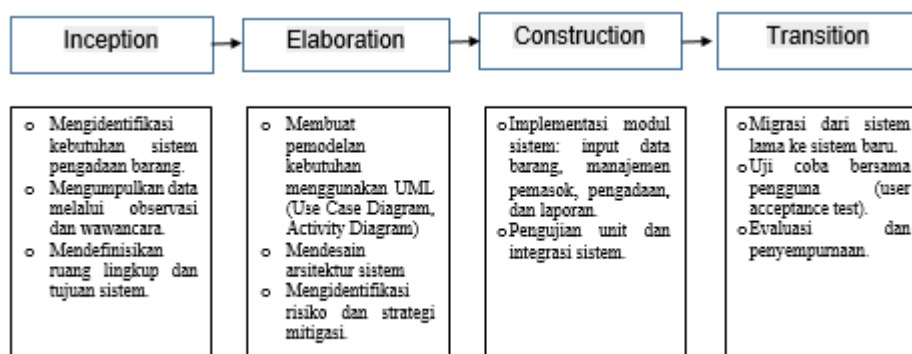 Inception
Elaboration
Construction
Transition
o Mengidentifikasi
kebutuhan sistem
pengadaan barang.
o Mengumpulkan data
melalui observasi
dan wawancara.
o Mendefinisikan
ruang lingkup dan
tujuan sistem.
o Membuat
pemodelan
kebutuhan
menggunakan UML
(Use Case Diagram,
Activity Diagram)
o Mendesain
arsitektur sistem
o Mengidentifikasi
risiko dan strategi
mitigasi.
o Implementasi modul
sistem: input data
barang, manajemen
pemasok, pengadaan,
dan laporan.
o Pengujian unit dan
integrasi sistem.
o Migrasi dari sistem
lama ke sistem baru.
o Uji coba bersama
pengguna (user
acceptance test).
o Evaluasi dan
penyempurnaan.